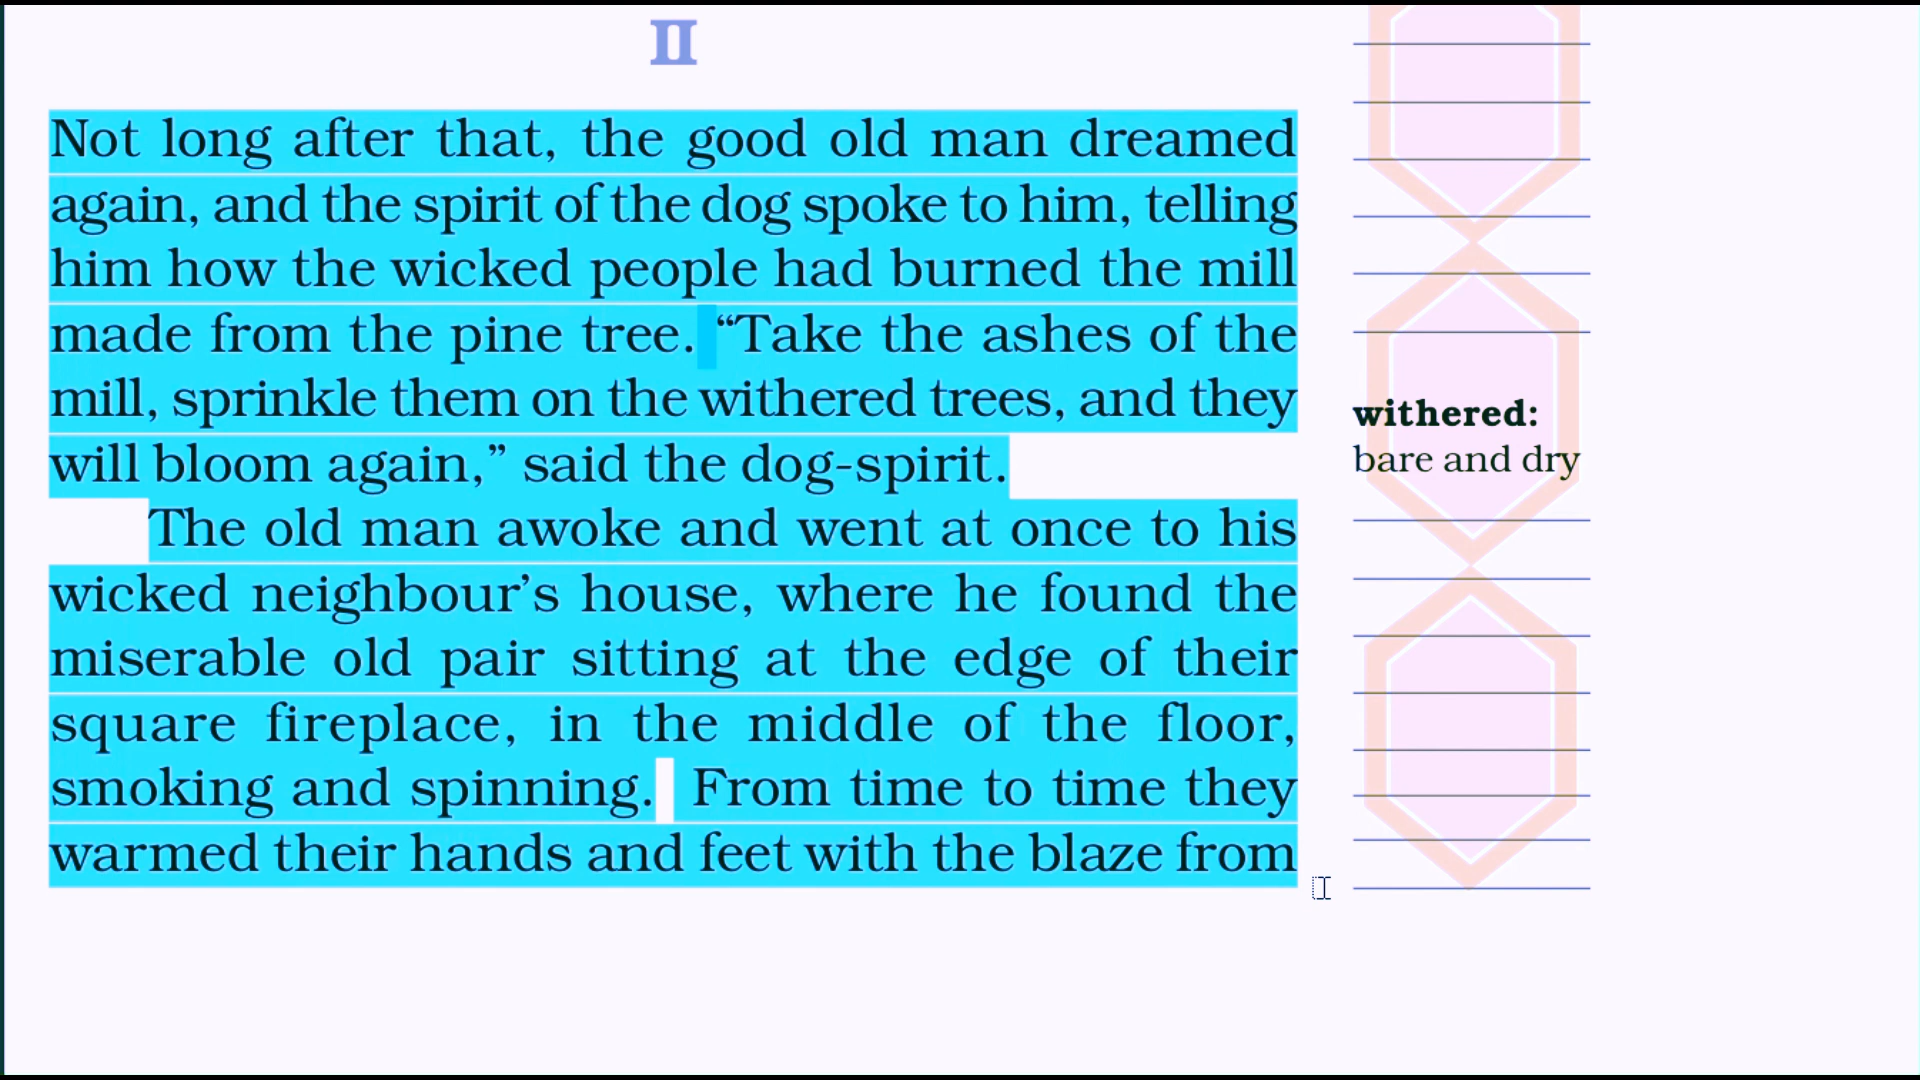 II
Not long after that, the good old man dreamed
again, and the spirit of the dog spoke to him, telling
him how the wicked people had burned the mill
made from the pine tree. “Take the ashes of the
mill, sprinkle them on the withered trees, and they
will bloom again,” said the dog-spirit.
The old man awoke and went at once to his
wicked neighbour’s house, where he found the
miserable old pair sitting at the edge of their
square fireplace, in the middle of the floor,
smoking and spinning. From time to time they
warmed their hands and feet with the blaze from
withered:
bare and dry